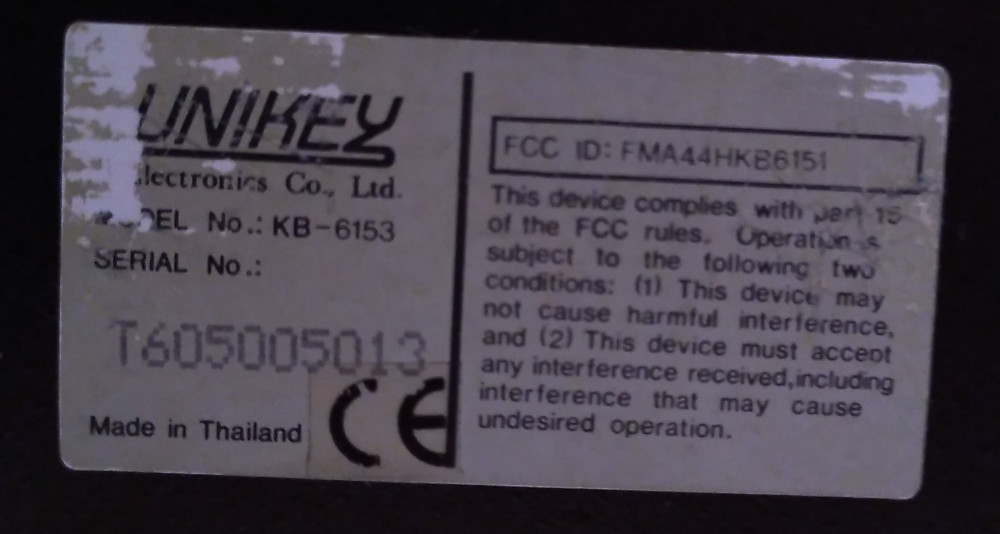 UNIKEY
lectronics Co., Ltd.
MODEL No.: KB-6153
SERIAL No.:
T605005013
Made in Thailand
CE
FCC ID: FMA44HKB6151
This device complies with part 15
of the FCC rules. Operation s
subject to the following two
conditions: (1) This device may
not cause harmful interference,
and (2) This device must accept
any interference received,including
interference that may cause
undesired operation.